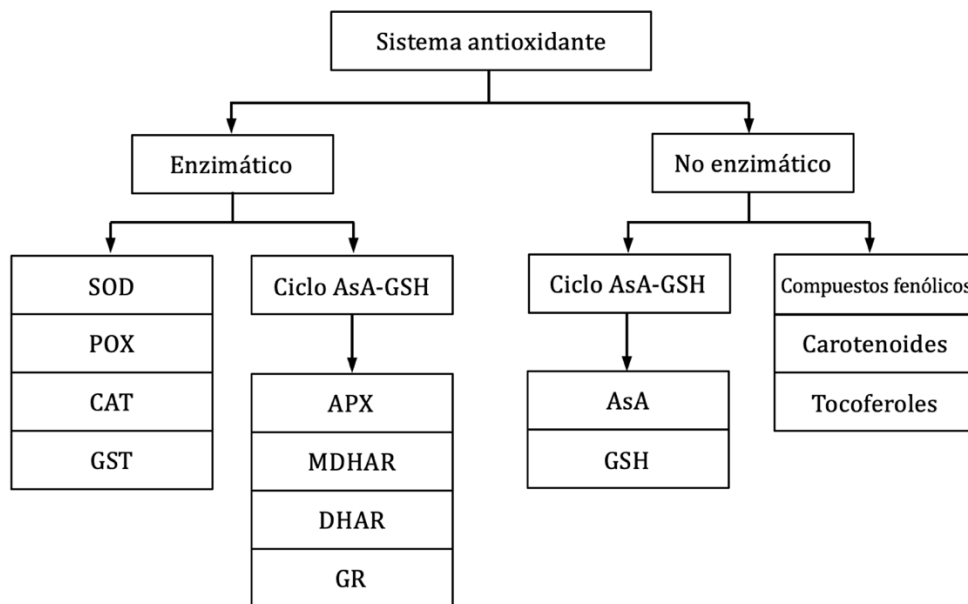 Sistema antioxidante
Enzimático
No enzimático
SOD
POX
CAT
GST
Ciclo AsA-GSH
APX
MDHAR
DHAR
GR
Ciclo AsA-GSH
AsA
GSH
Compuestos fenólicos
Carotenoides
Tocoferoles